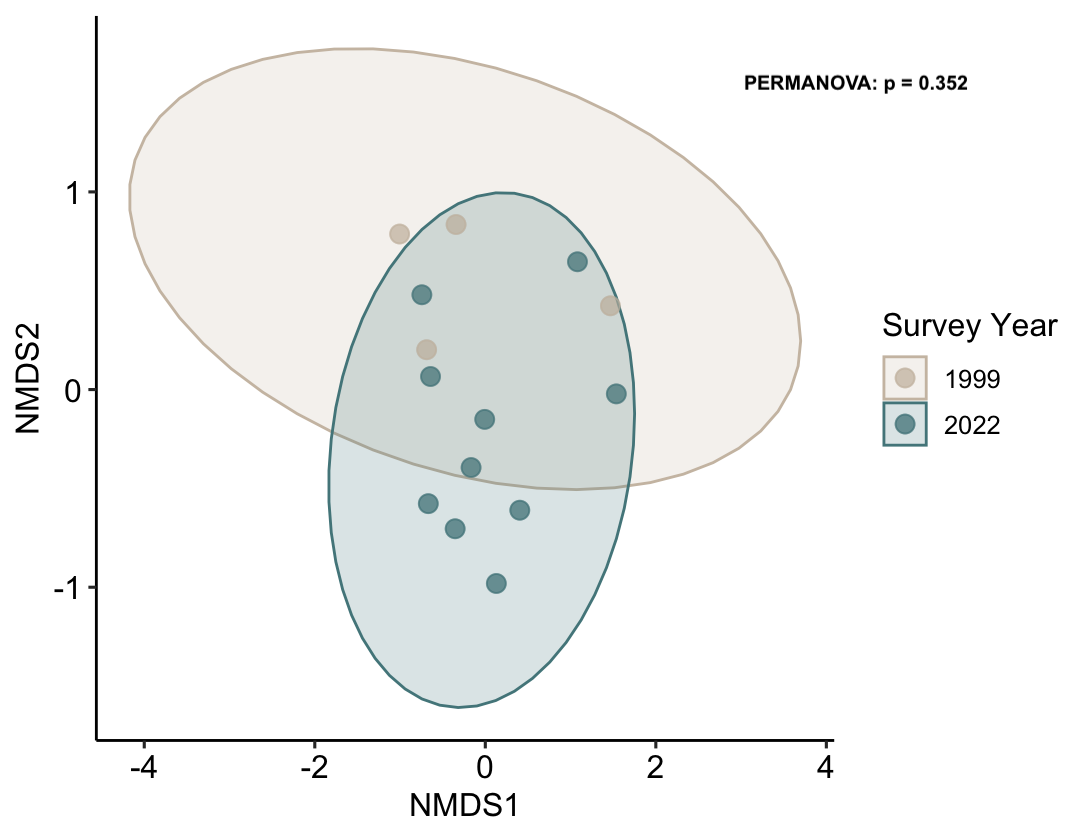 PERMANOVA: p = 0.352
1
0
-1
NMDS2
-4
-2
0
2
4
NMDS1
Survey Year
1999
2022